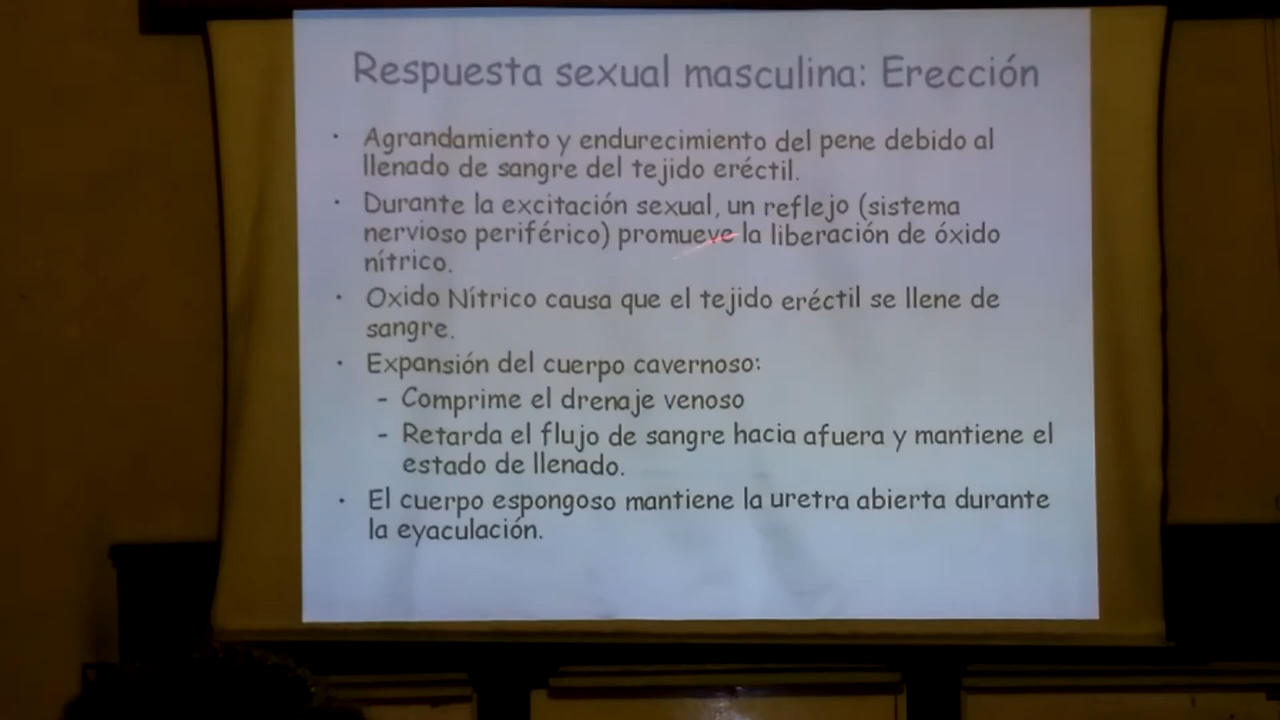 Respuesta sexual masculina: Erección
· Agrandamiento y endurecimiento del pene debido al
llenado de sangre del tejido eréctil.
· Durante la excitación sexual, un reflejo (sistema
nervioso periférico) promueve la liberación de óxido
nítrico.
· Oxido Nítrico causa que el tejido eréctil se llene de
sangre.
· Expansión del cuerpo cavernoso:
- Comprime el drenaje venoso
- Retarda el flujo de sangre hacia afuera y mantiene el
estado de llenado.
· El cuerpo espongoso mantiene la uretra abierta durante
la eyaculación.